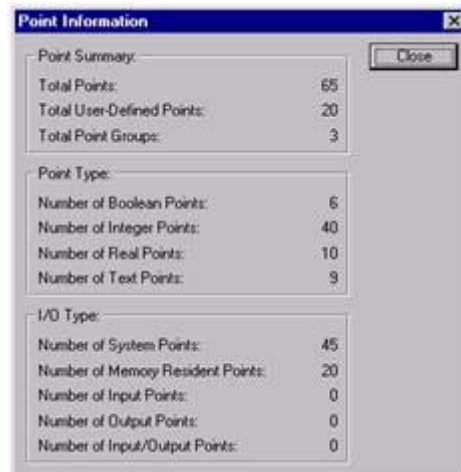 Point Information
Close
Point Summary:
Total Points: 65
Total User-Defined Points: 20
Total Point Groups: 3
Point Type:
Number of Boolean Points: 6
Number of Integer Points: 40
Number of Real Points: 10
Number of Text Points: 9
I/O Type:
Number of System Points: 45
Number of Memory Resident Points: 20
Number of Input Points: 0
Number of Output Points: 0
Number of Input/Output Points: 0